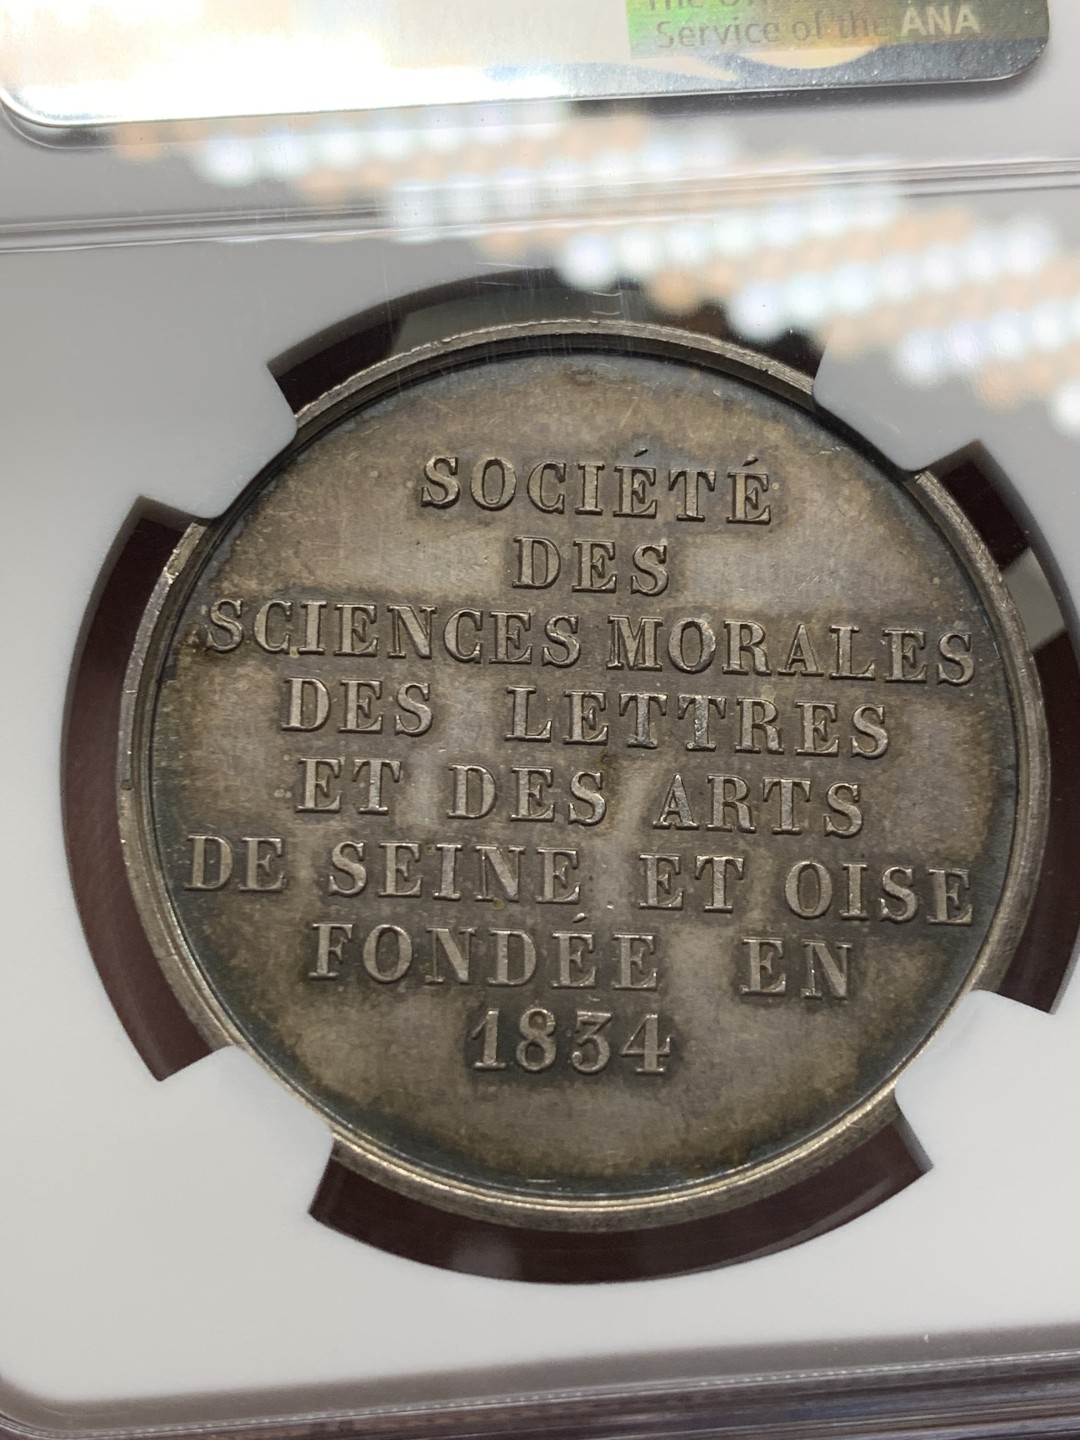 Service of the ANA
SOCIÉTÉ
DES
SCIENCES MORALES
DES LETTRES
ET DES ARTS
DE SEINE ET OISE
FONDÉE EN
1834